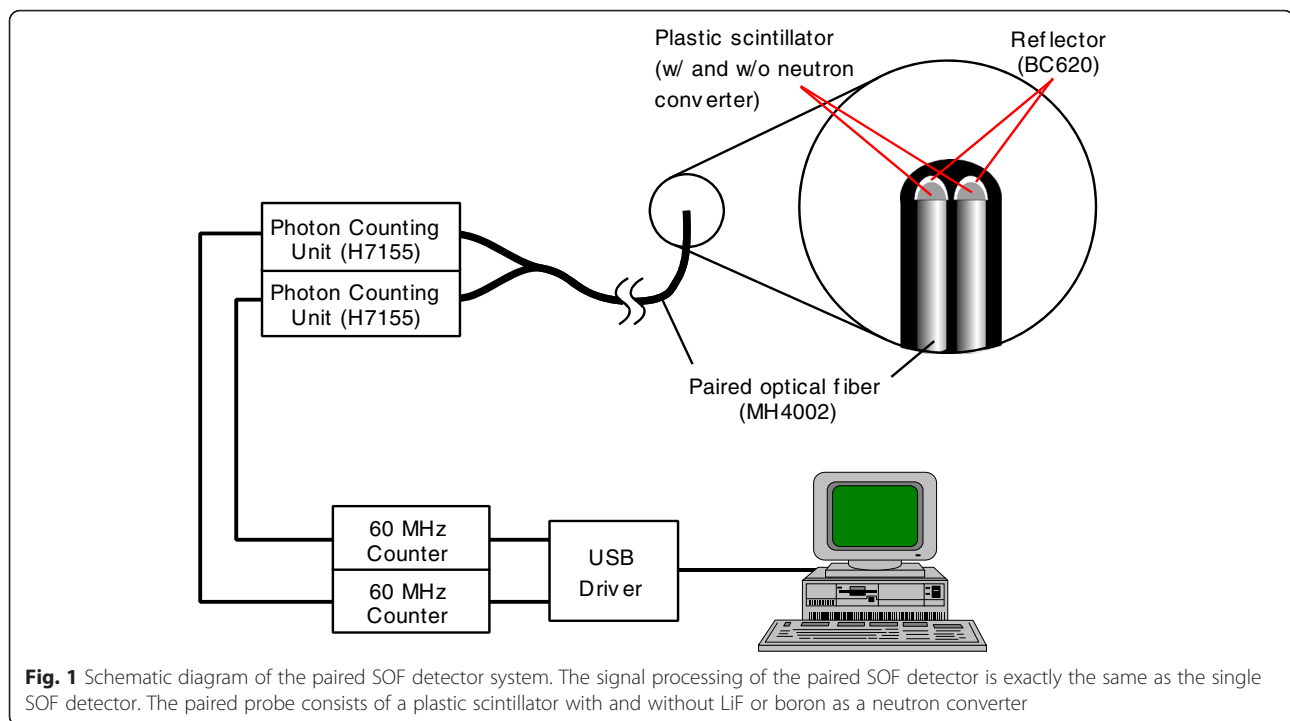 Plastic scintillator
(w/ and w/o neutron
converter)
Reflector
(BC620)
Photon Counting
Unit (H7155)
Photon Counting
Unit (H7155)
Paired optical fiber
(MH4002)
60 MHz
Counter
60 MHz
Counter
USB
Driver
Fig. 1 Schematic diagram of the paired SOF detector system. The signal processing of the paired SOF detector is exactly the same as the single
SOF detector. The paired probe consists of a plastic scintillator with and without LiF or boron as a neutron converter